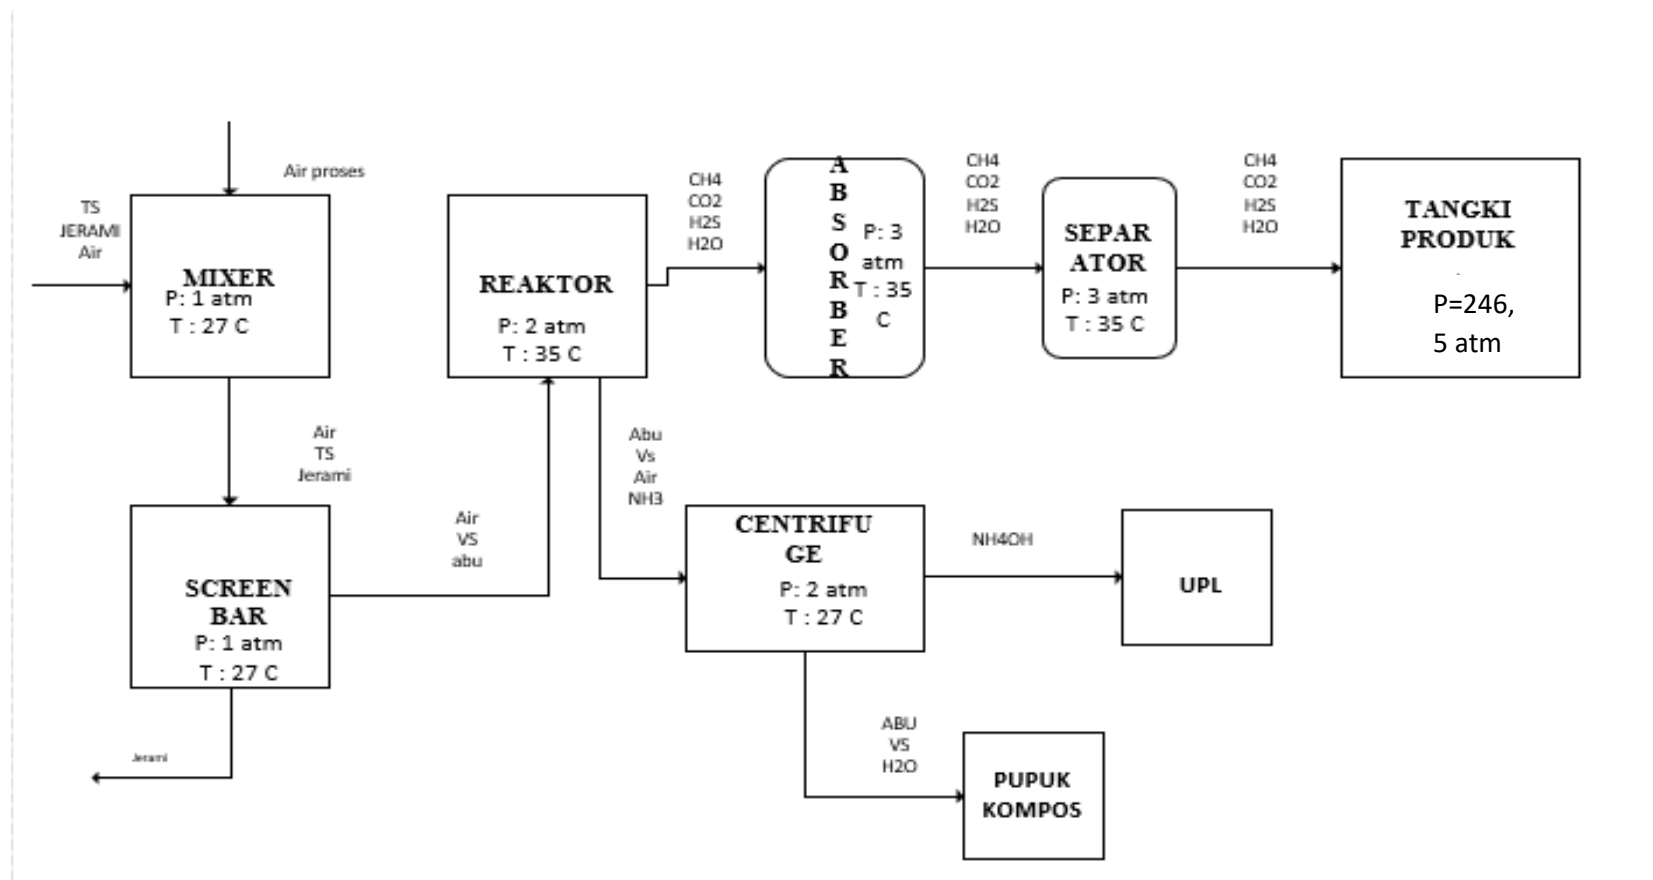 Air proses
TS
JERAMI
Air
MIXER
P: 1 atm
T : 27 C
REAKTOR
P: 2 atm
T : 35 C
CH4
CO2
H2S
H2O
A
B
S
O
R
B
E
R
P: 3
atm
T : 35
C
CH4
CO2
H2S
H2O
SEPAR
ATOR
P: 3 atm
T : 35 C
CH4
CO2
H2S
H2O
TANGKI
PRODUK
P=246,
5 atm
Air
TS
Jerami
SCREEN
BAR
P: 1 atm
T : 27 C
Jerami
Air
VS
abu
Abu
Vs
Air
NH3
CENTRIFU
GE
P: 2 atm
T : 27 C
NH4OH
UPL
ABU
VS
H2O
PUPUK
KOMPOS